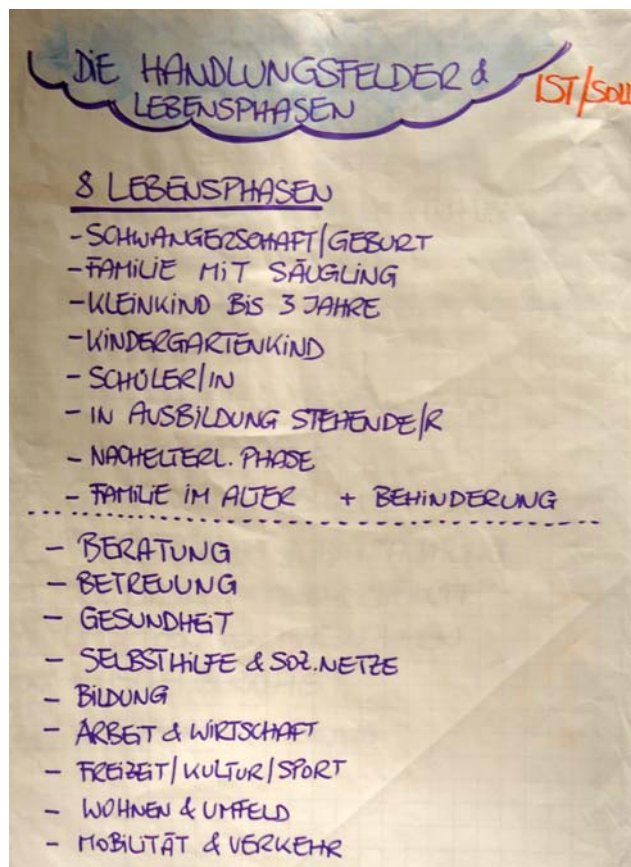 DIE HANDLUNGSFELDER &
LEBENSPHASEN
IST/SOLL
8 LEBENSPHASEN
- SCHWANGERSCHAFT/GEBURT
- FAMILIE MIT SÄUGLING
- KLEINKIND BIS 3 JAHRE
- KINDERGARTENKIND
- SCHÜLER/IN
- IN AUSBILDUNG STEHENDE/R
- NACHELTERL. PHASE
- FAMILIE IM ALTER + BEHINDERUNG
- BERATUNG
- BETREUUNG
- GESUNDHEIT
- SELBSTHILFE & SOZ. NETZE
- BILDUNG
- ARBEIT & WIRTSCHAFT
- FREIZEIT/KULTUR/SPORT
- WOHNEN & UMFELD
- MOBILITÄT & VERKEHR